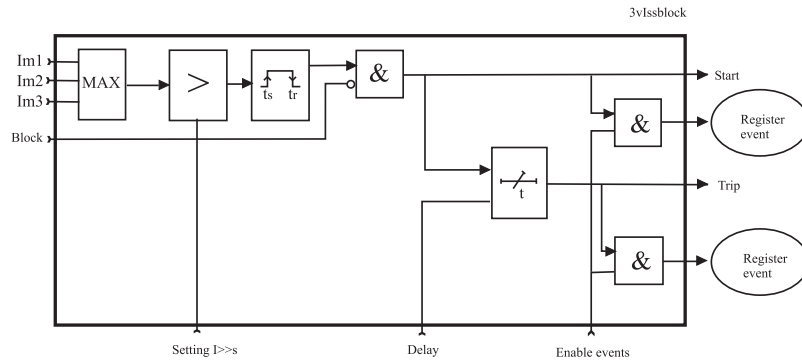 3vIssblock
Im1
Im2
Im3
MAX
>
ts tr
&
Start
Block
&
Register
event
t
Trip
&
Register
event
Setting I>>s
Delay
Enable events